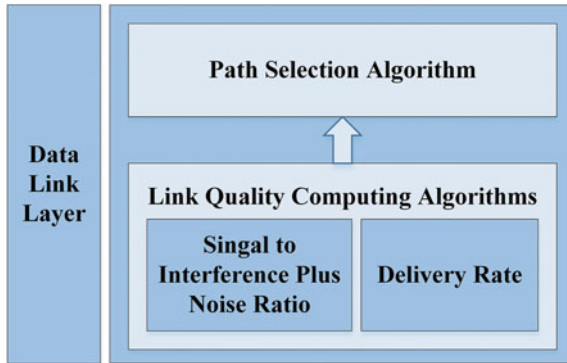 Data
Link
Layer
Path Selection Algorithm
Link Quality Computing Algorithms
Singal to
Interference Plus
Noise Ratio
Delivery Rate